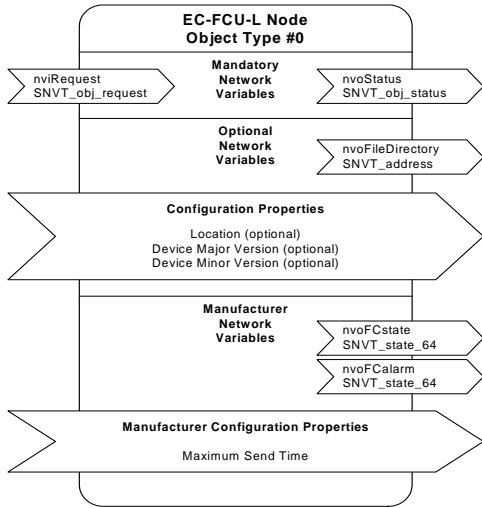 EC-FCU-L Node
Object Type #0
Mandatory
Network
Variables
nviRequest
SNVT_obj_request
nvoStatus
SNVT_obj_status
Optional
Network
Variables
nvoFileDirectory
SNVT_address
Configuration Properties
Location (optional)
Device Major Version (optional)
Device Minor Version (optional)
Manufacturer
Network
Variables
nvoFCstate
SNVT_state_64
nvoFCalarm
SNVT_state_64
Manufacturer Configuration Properties
Maximum Send Time